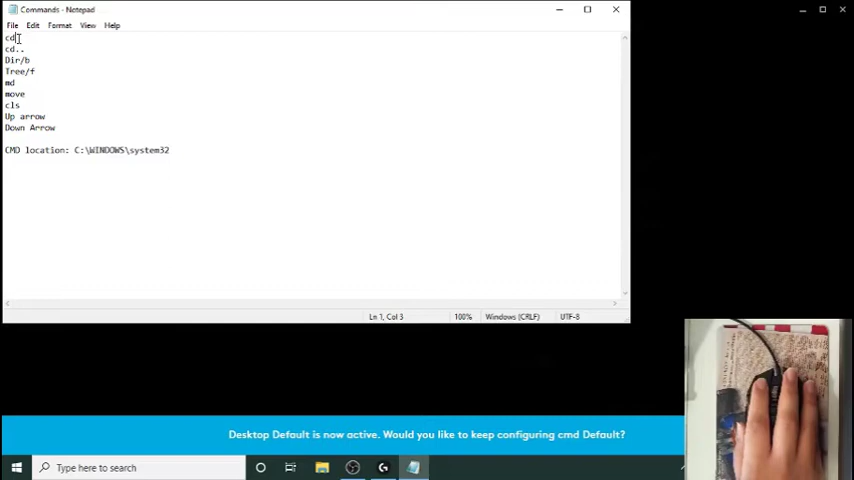 Commands - Notepad
File Edit Format View Help
cd
cd..
Dir/b
Tree/f
md
move
cls
Up arrow
Down Arrow
CMD location: C:\WINDOWS\system32
Ln 1, Col 3 100% Windows (CRLF) UTF-8
Desktop Default is now active. Would you like to keep configuring cmd Default?
Type here to search